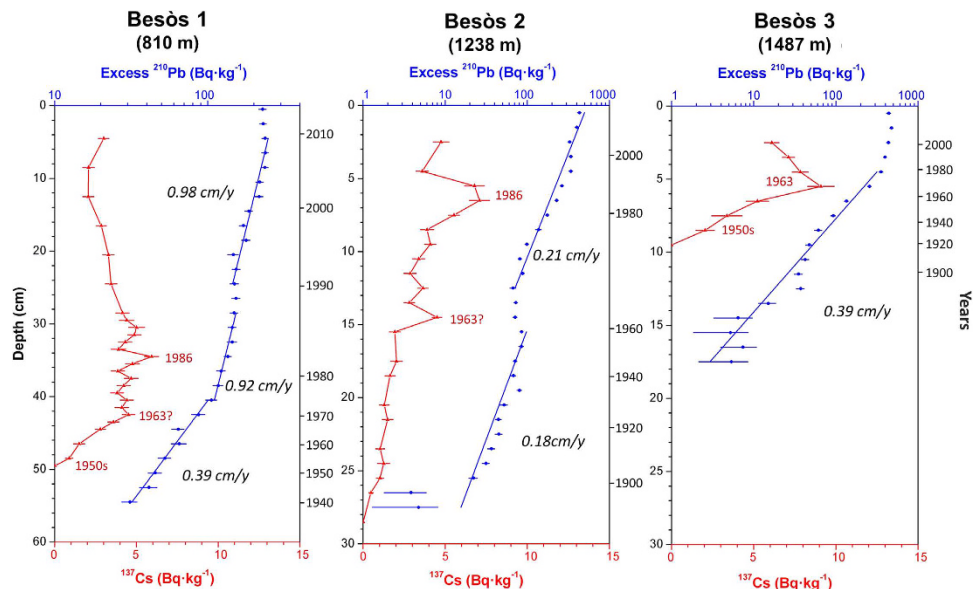 Besòs 1
(810 m)
Excess ²¹⁰Pb (Bq·kg⁻¹)
10 100
Depth (cm)
0
10
20
30
40
50
60
2010
2000
1990
1980
1970
1960
1950
1940
0.98 cm/y
0.92 cm/y
0.39 cm/y
1986
1963?
1950s
0 5 10 15
¹³⁷Cs (Bq·kg⁻¹)
Besòs 2
(1238 m)
Excess ²¹⁰Pb (Bq·kg⁻¹)
1 10 100 1000
0
5
10
15
20
25
30
2000
1980
1960
1940
1920
1900
1986
0.21 cm/y
1963?
0.18cm/y
0 5 10 15
¹³⁷Cs (Bq·kg⁻¹)
Besòs 3
(1487 m)
Excess ²¹⁰Pb (Bq·kg⁻¹)
1 10 100 1000
0
5
10
15
20
25
30
2000
1980
1960
1940
1920
1900
Years
1963
1950s
0.39 cm/y
0 5 10 15
¹³⁷Cs (Bq·kg⁻¹)